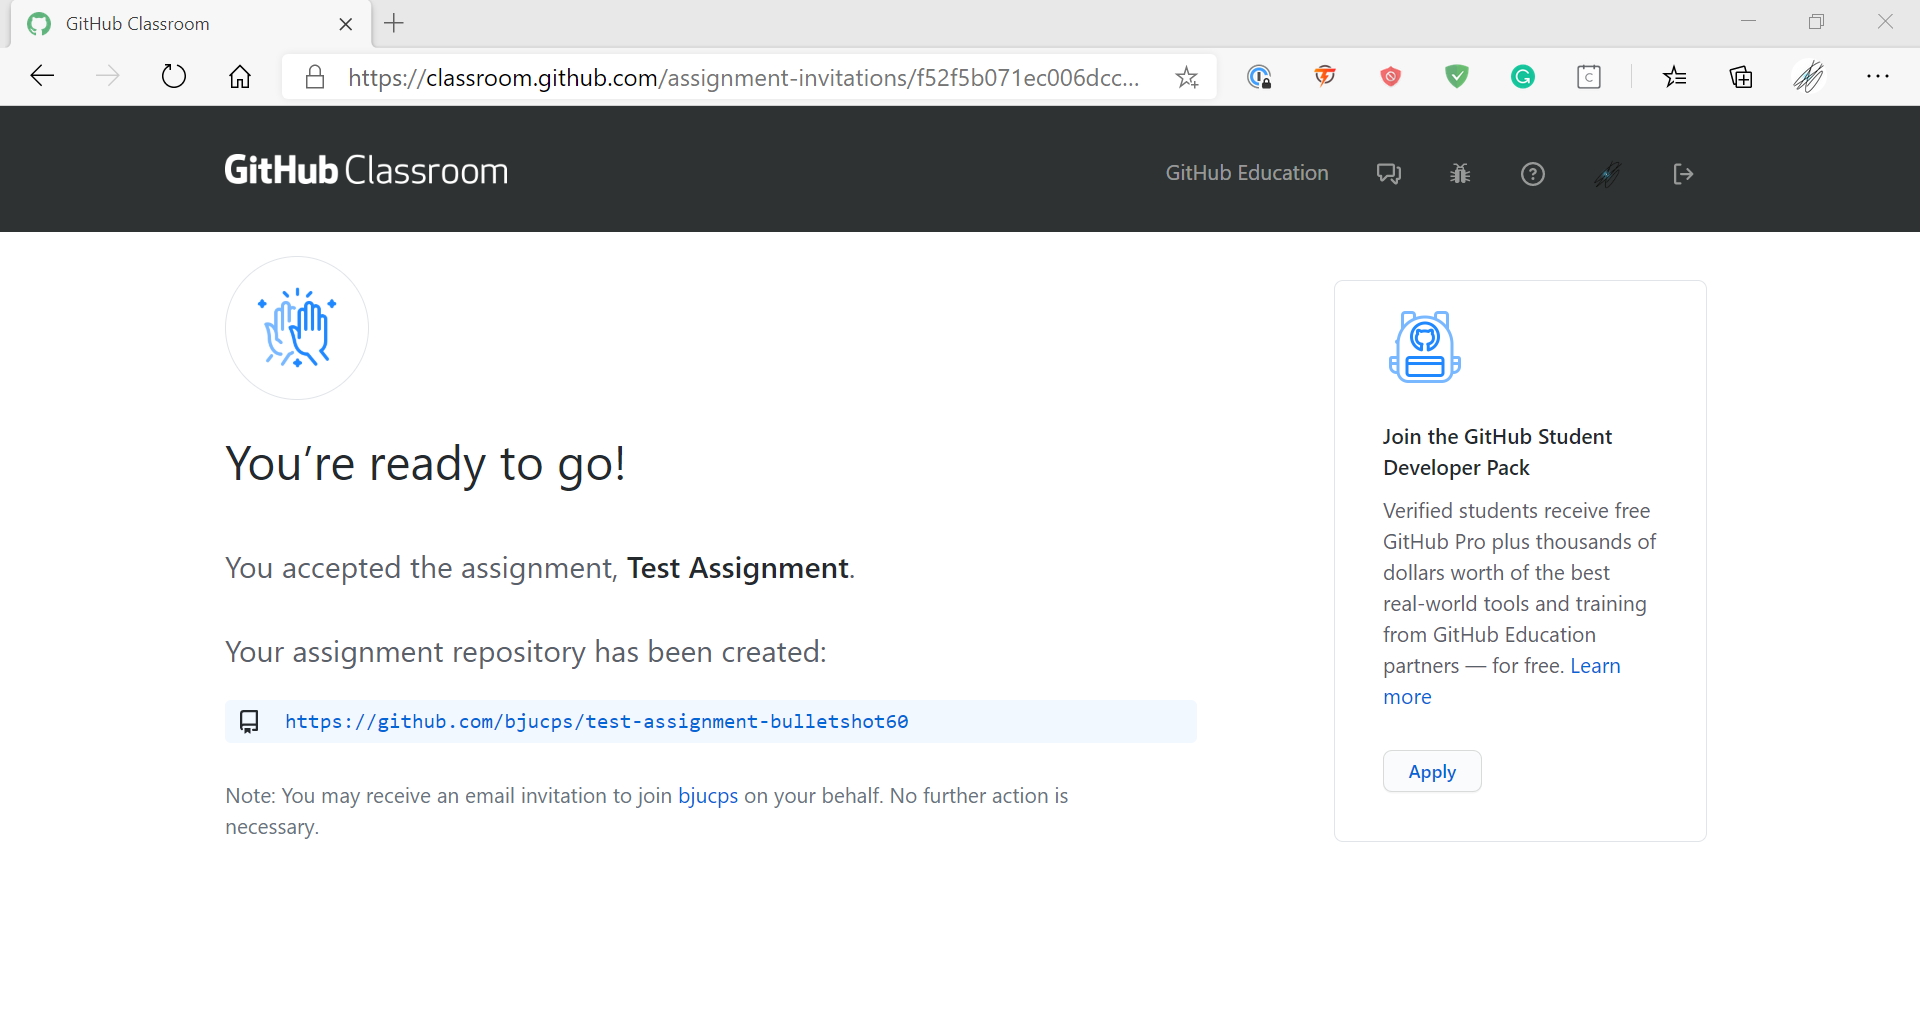 GitHub Classroom
https://classroom.github.com/assignment-invitations/f52f5b071ec006dcc...
GitHub Classroom
GitHub Education
You’re ready to go!
You accepted the assignment, Test Assignment.
Your assignment repository has been created:
https://github.com/bjucps/test-assignment-bulletshot60
Note: You may receive an email invitation to join bjucps on your behalf. No further action is
necessary.
Join the GitHub Student
Developer Pack
Verified students receive free
GitHub Pro plus thousands of
dollars worth of the best
real-world tools and training
from GitHub Education
partners — for free. Learn
more
Apply